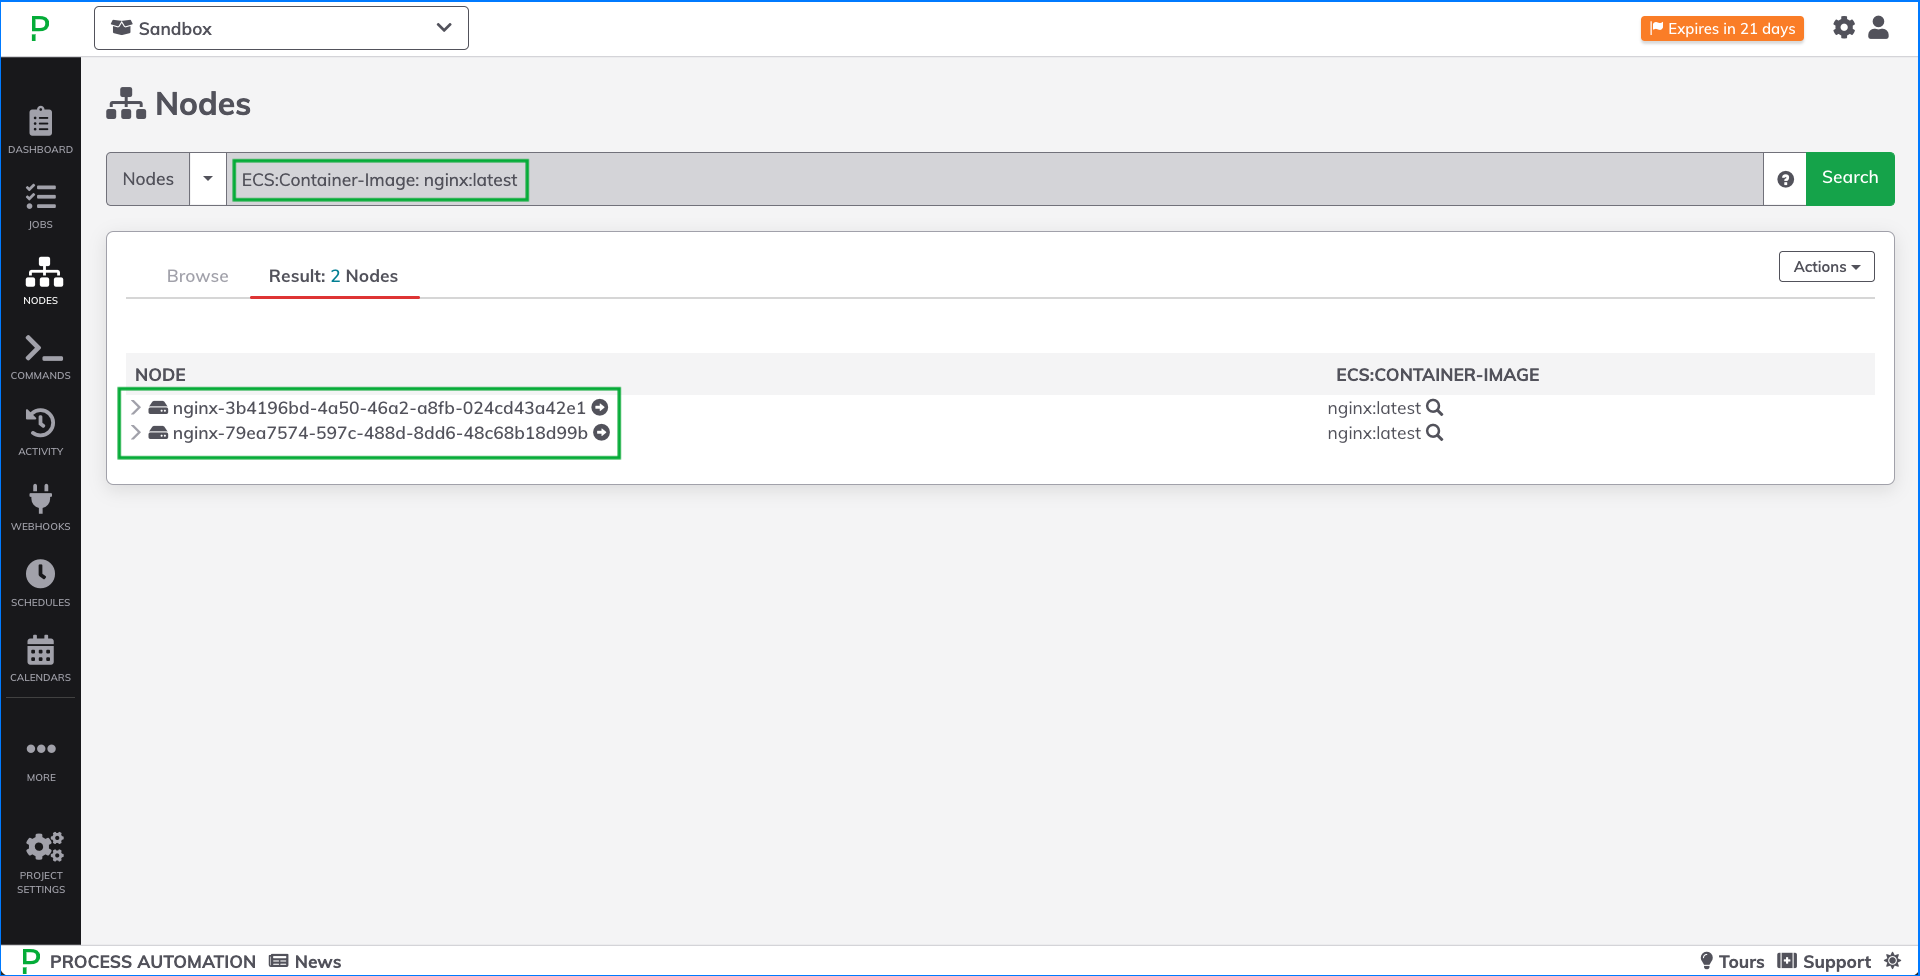 Sandbox
Expires in 21 days
DASHBOARD
JOBS
NODES
COMMANDS
ACTIVITY
WEBHOOKS
SCHEDULES
CALENDARS
MORE
PROJECT
SETTINGS
Nodes
Nodes
ECS:Container-Image: nginx:latest
Search
Browse
Result: 2 Nodes
Actions
NODE
ECS:CONTAINER-IMAGE
nginx-3b4196bd-4a50-46a2-a8fb-024cd43a42e1
nginx:latest
nginx-79ea7574-597c-488d-8dd6-48c68b18d99b
nginx:latest
PROCESS AUTOMATION
News
Tours
Support